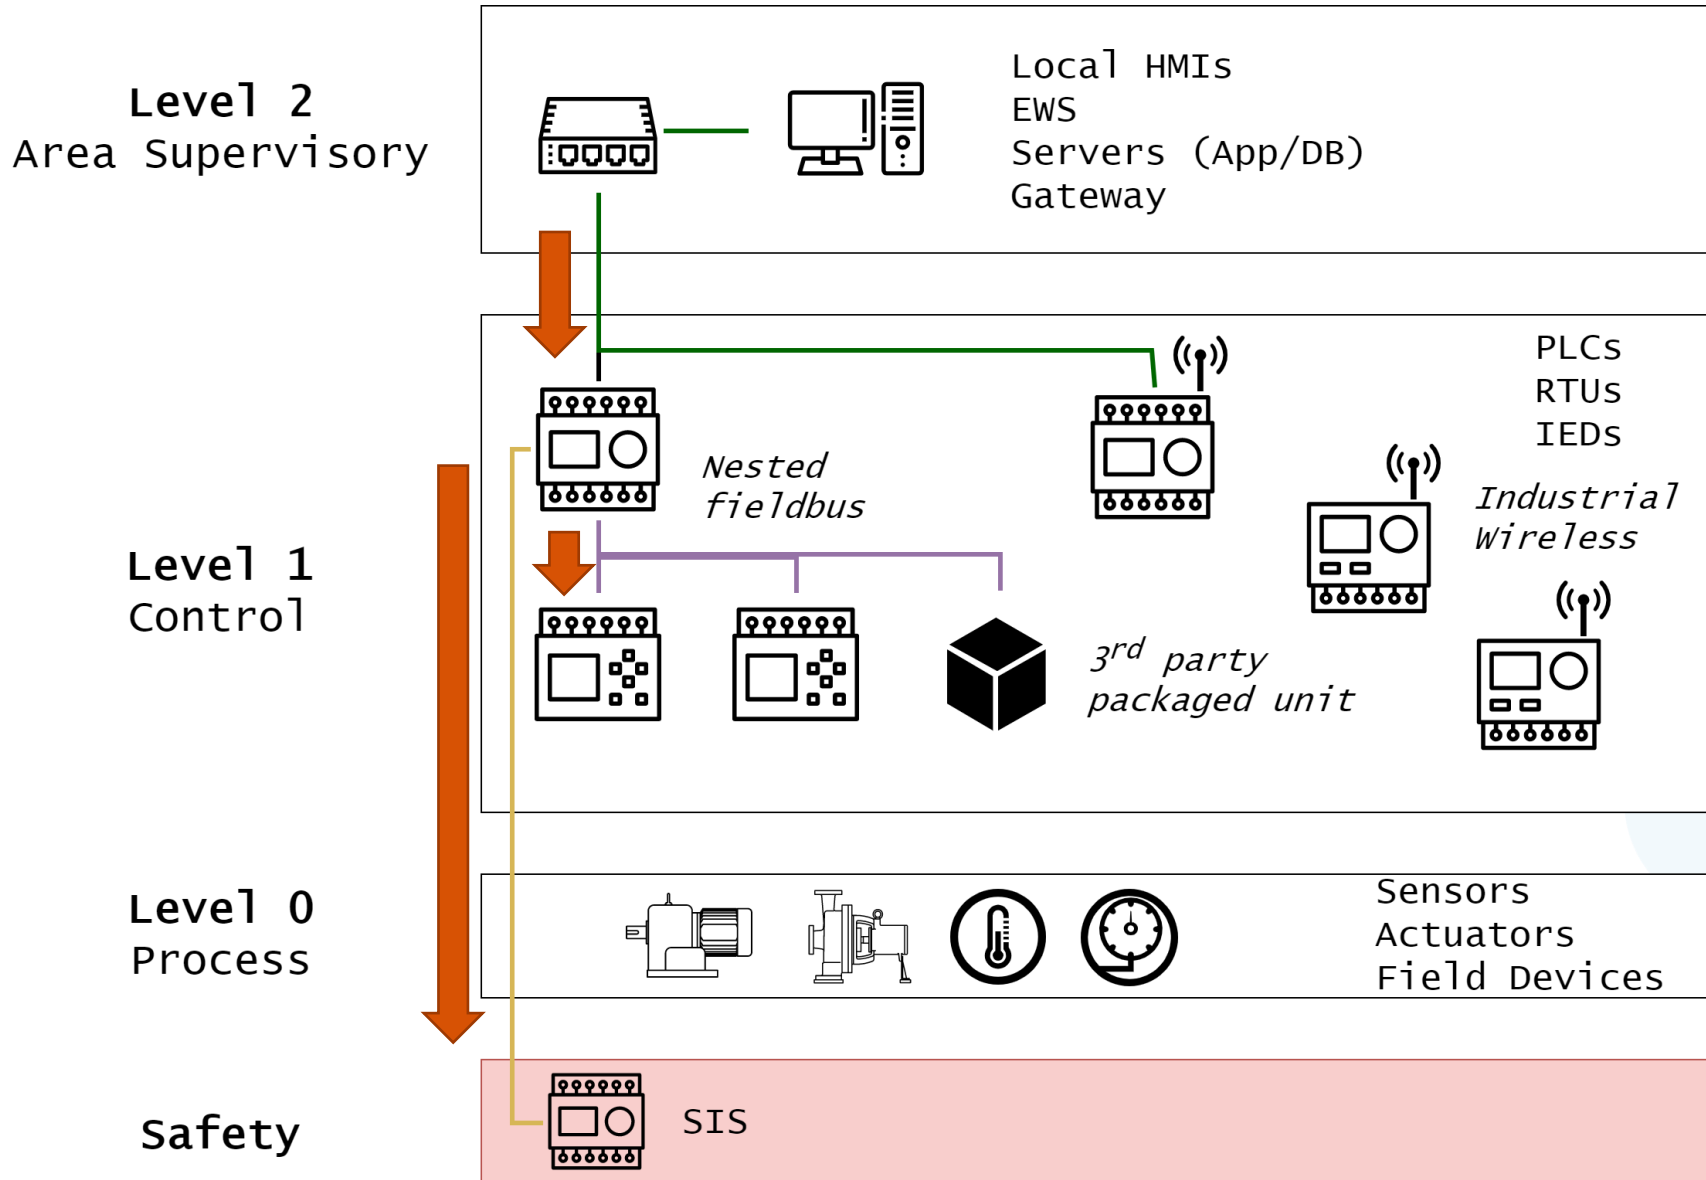 Level 2
Area Supervisory
Local HMIs
EWS
Servers (App/DB)
Gateway
Level 1
Control
PLCs
RTUs
IEDs
Nested
fieldbus
Industrial
Wireless
3rd party
packaged unit
Level 0
Process
Sensors
Actuators
Field Devices
Safety
SIS